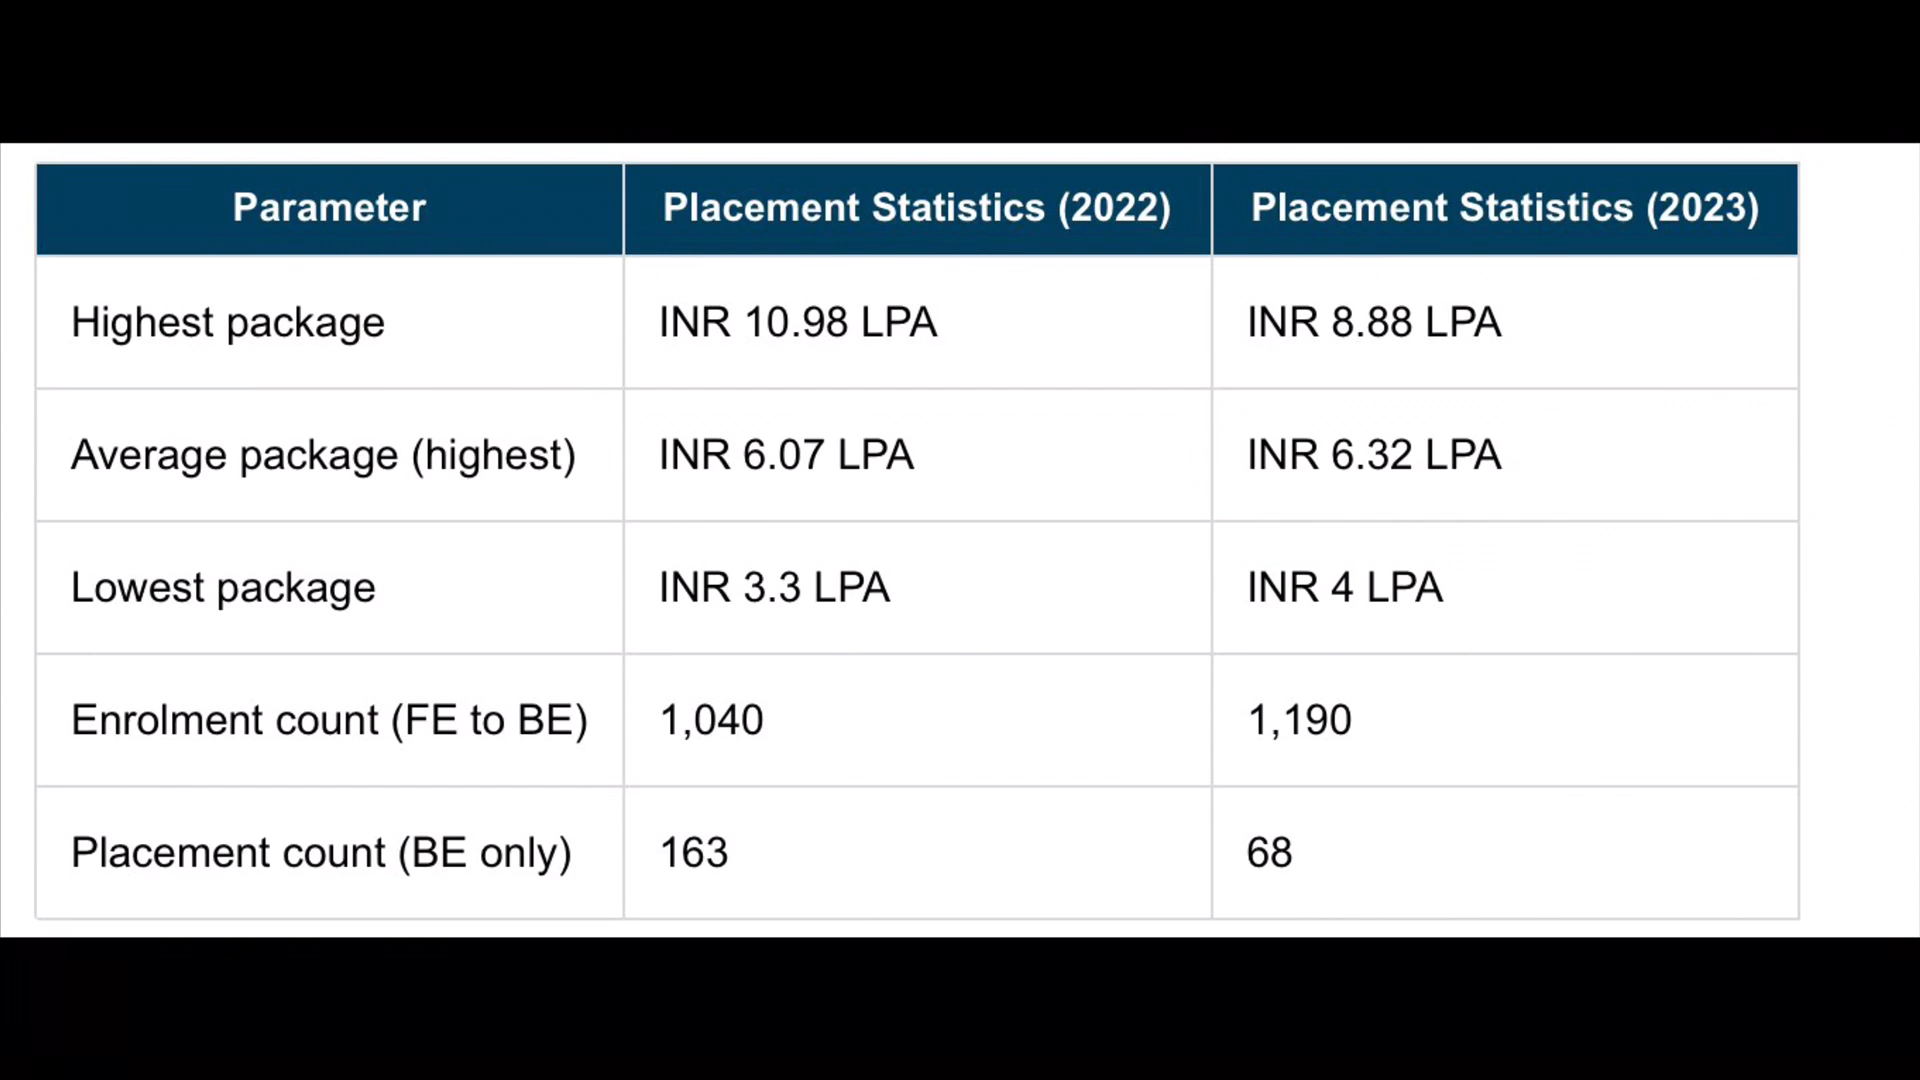 Parameter Placement Statistics (2022) Placement Statistics (2023)
Highest package INR 10.98 LPA INR 8.88 LPA
Average package (highest) INR 6.07 LPA INR 6.32 LPA
Lowest package INR 3.3 LPA INR 4 LPA
Enrolment count (FE to BE) 1,040 1,190
Placement count (BE only) 163 68